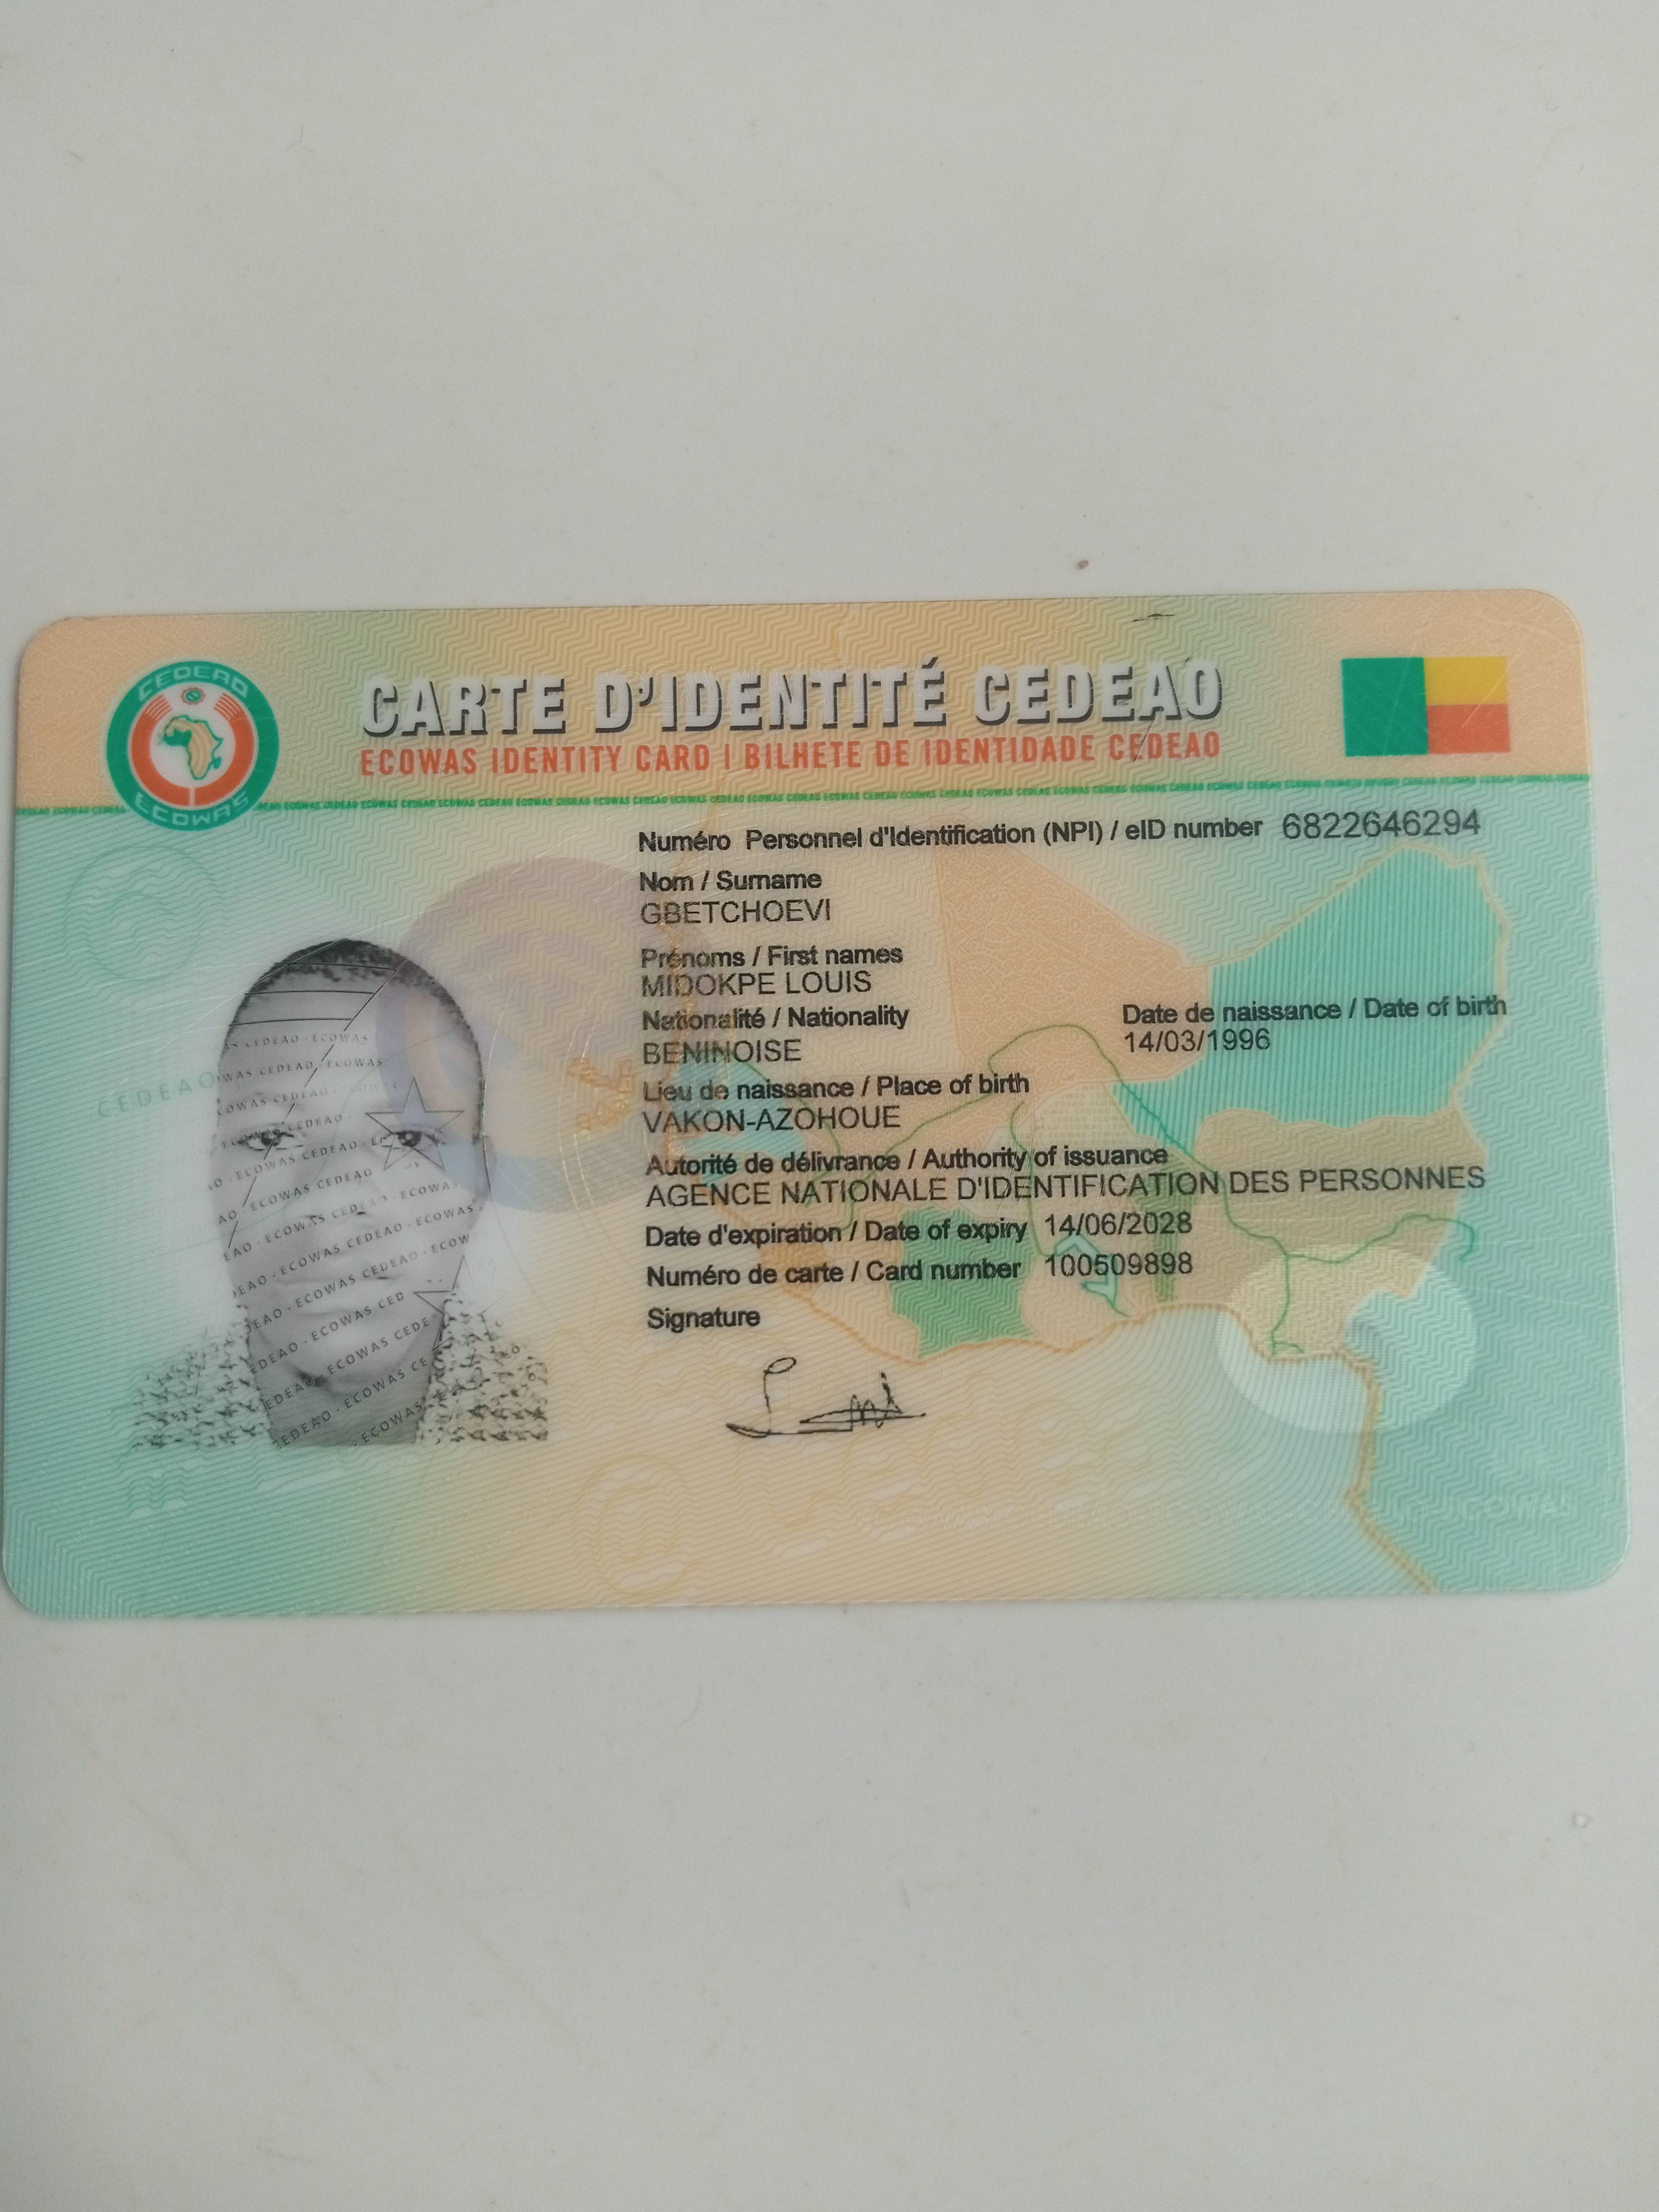 CEDEAO
ECOWAS
CARTE D'IDENTITÉ CEDEAO
ECOWAS IDENTITY CARD | BILHETE DE IDENTIDADE CEDEAO
Numéro Personnel d'Identification (NPI) / eID number 6822646294
Nom / Surname
GBETCHOEVI
Prénoms / First names
MIDOKPE LOUIS
Nationalité / Nationality
BENINOISE
Date de naissance / Date of birth
14/03/1996
Lieu de naissance / Place of birth
VAKON-AZOHOUE
Autorité de délivrance / Authority of issuance
AGENCE NATIONALE D'IDENTIFICATION DES PERSONNES
Date d'expiration / Date of expiry 14/06/2028
Numéro de carte / Card number 100509898
Signature
CEDEAO